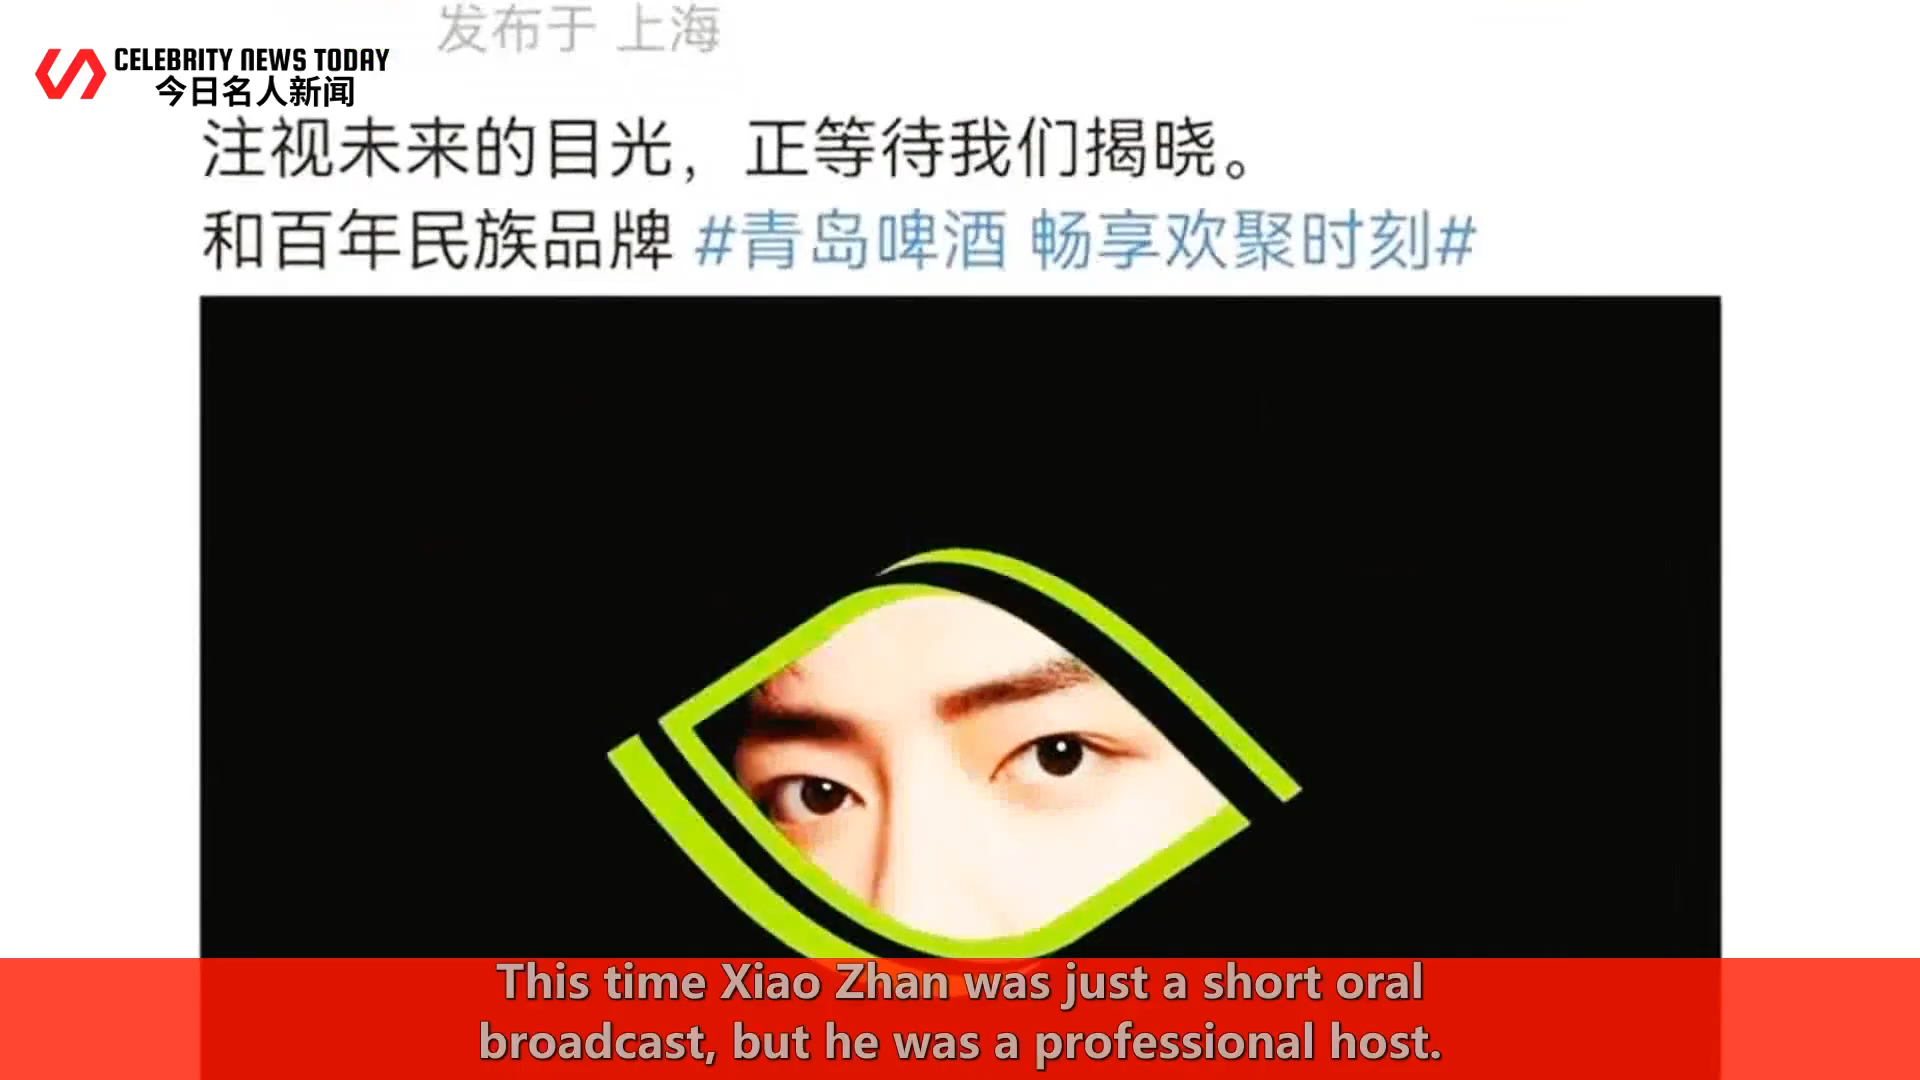 发布于 上海
CELEBRITY NEWS TODAY
今日名人新闻
注视未来的目光，正等待我们揭晓。
和百年民族品牌 #青岛啤酒 畅享欢聚时刻#
This time Xiao Zhan was just a short oral
broadcast, but he was a professional host.